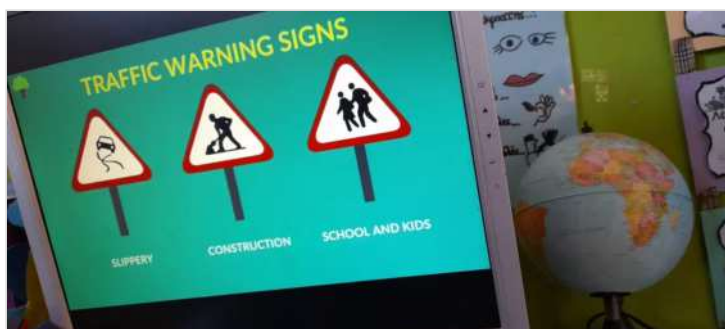 TRAFFIC WARNING SIGNS
SLIPPERY
CONSTRUCTION
SCHOOL AND KIDS